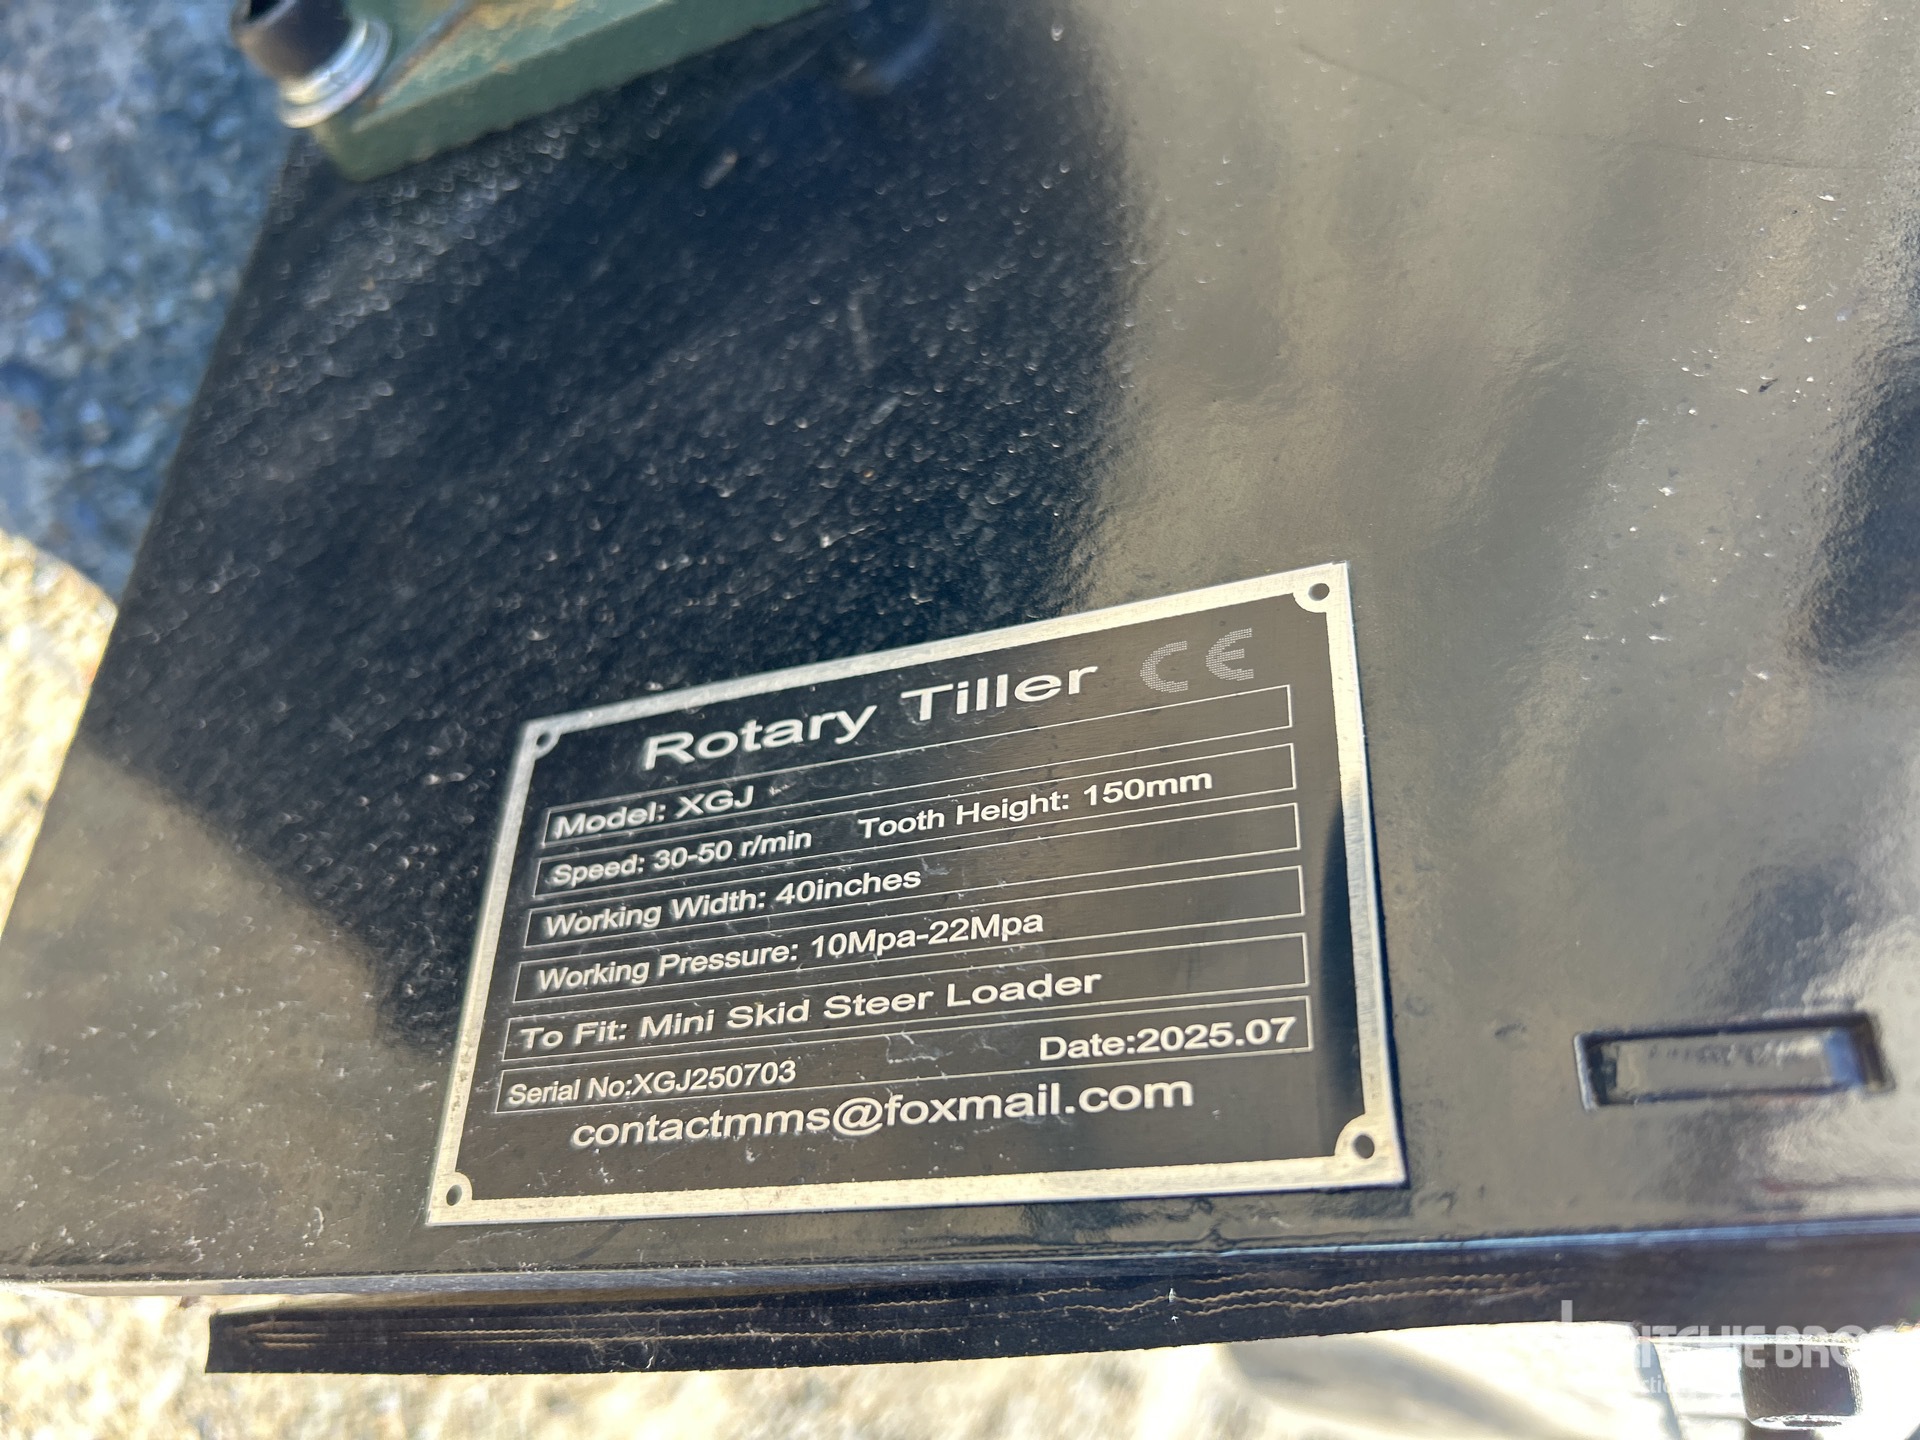 Rotary Tiller CE
Model: XGJ
Speed: 30-50 r/min Tooth Height: 150mm
Working Width: 40inches
Working Pressure: 10Mpa-22Mpa
To Fit: Mini Skid Steer Loader
Serial No:XGJ250703 Date:2025.07
contactmms@foxmail.com